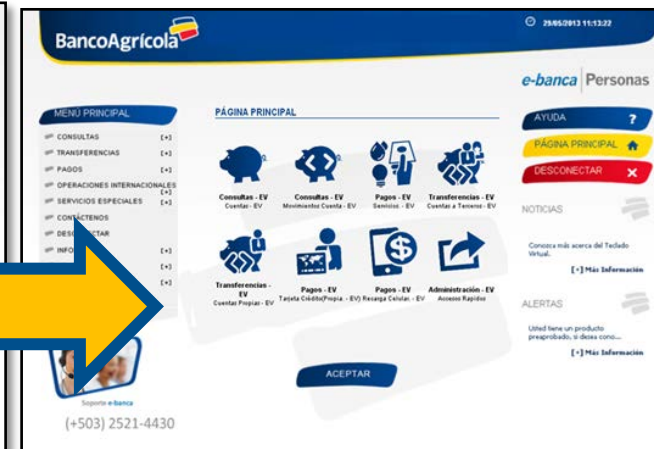 BancoAgrícola
29/05/2013 11:13:22
e-banca Personas
MENÚ PRINCIPAL
CONSULTAS [+]
TRANSFERENCIAS [+]
PAGOS [+]
OPERACIONES INTERNACIONALES [+]
SERVICIOS ESPECIALES [+]
CONTÁCTENOS
DESCONECTAR
INFO [+]
[+]
[+]
PÁGINA PRINCIPAL
Consultas - EV
Cuentas - EV
Consultas - EV
Movimientos Cuenta - EV
Pagos - EV
Servicios. - EV
Transferencias - EV
Cuentas a Terceros - EV
Transferencias - EV
Cuentas Propias - EV
Pagos - EV
Tarjeta Crédito(Propia. - EV)
Pagos - EV
Recarga Celular. - EV
Administración - EV
Accesos Rapidos
ACEPTAR
AYUDA ?
PÁGINA PRINCIPAL
DESCONECTAR X
NOTICIAS
Conozca más acerca del Teclado
Virtual.
[+] Más Información
ALERTAS
Usted tiene un producto
preaprobado, si desea cono...
[+] Más Información
Soporte e-banca
(+503) 2521-4430